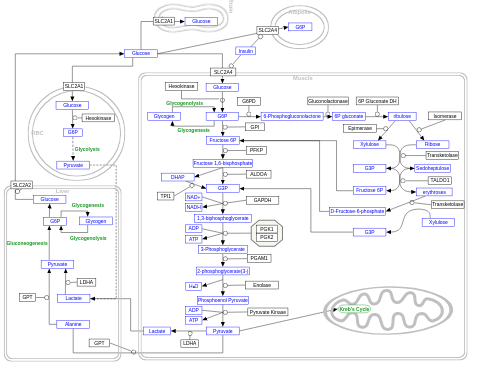 Brain
Adipose
SLC2A1
Glucose
SLC2A4
G6P
Glucose
Insulin
SLC2A4
Muscle
SLC2A1
Glucose
G6P
Hexokinase
RBC
Glycolysis
Pyruvate
Hexokinase
Glucose
Glycogenolysis
G6PD
Gluconolactonase
6P Gluconate DH
Glycogen
G6P
6-Phosphogluconolactone
6P gluconate
ribulose
Isomerase
Glycogenesis
GPI
Epimerase
Fructose 6P
Xylulose
Ribose
PFKP
Transketolase
Fructose 1,6-bisphosphate
ALDOA
G3P
Sedoheptulose
DHAP
TALDO1
G3P
Fructose 6P
erythroses
TPI1
NAD+
GAPDH
NADH
Transketolase
1,3-biphosphoglycerate
D-Fructose 6-phosphate
ADP
PGK1
PGK2
ATP
G3P
Xylulose
3-Phosphoglycerate
PGAM1
2-phosphoglycerate(3-)
H₂O
Enolase
Phosphoenol Pyruvate
ADP
Pyruvate Kinase
ATP
Kreb's Cycle
Lactate
Pyruvate
LDHA
SLC2A2
Liver
Glucose
Glycogenesis
G6P
Glycogen
Glycogenolysis
Gluconeogenesis
Pyruvate
LDHA
GPT
Lactate
Alanine
GPT